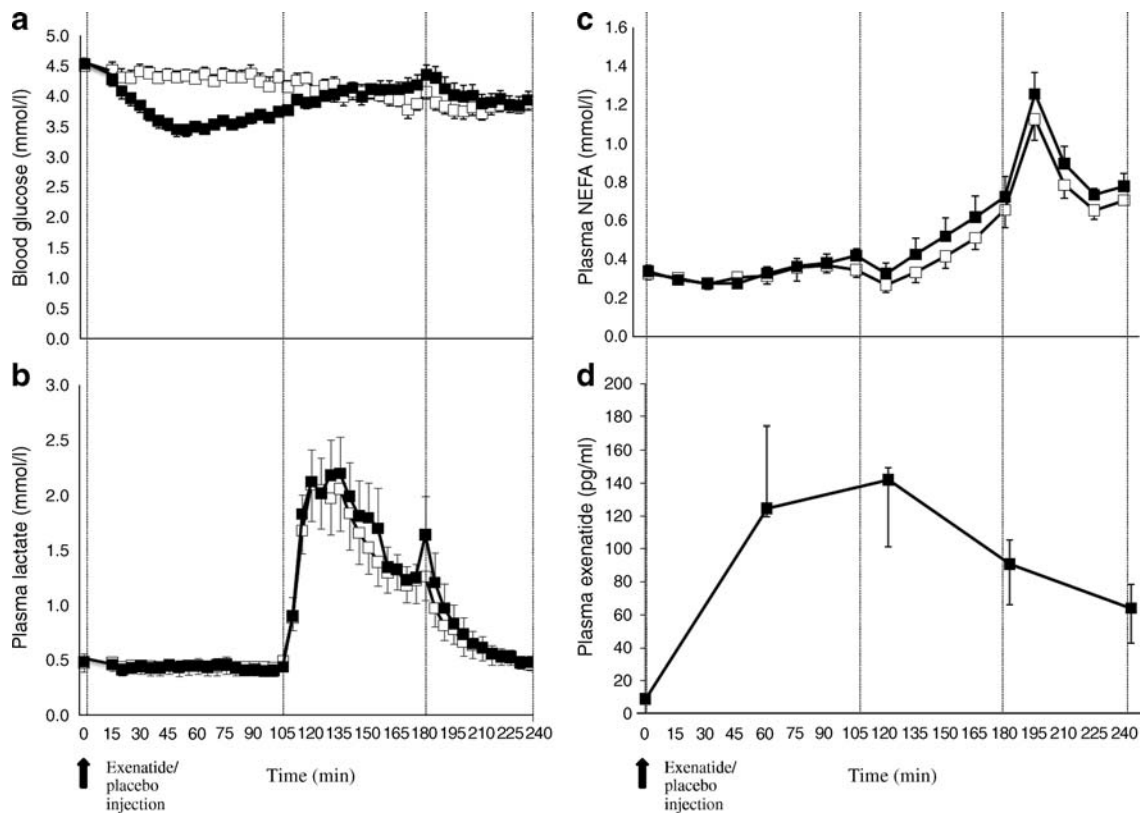 a
5.0
4.5
4.0
3.5
3.0
2.5
2.0
1.5
1.0
0.5
0.0
Blood glucose (mmol/l)
b
3.0
2.5
2.0
1.5
1.0
0.5
0.0
Plasma lactate (mmol/l)
0 15 30 45 60 75 90 105 120 135 150 165 180 195 210 225 240
Exenatide/
placebo
injection
Time (min)
c
1.6
1.4
1.2
1.0
0.8
0.6
0.4
0.2
0.0
Plasma NEFA (mmol/l)
d
200
180
160
140
120
100
80
60
40
20
0
Plasma exenatide (pg/ml)
0 15 30 45 60 75 90 105 120 135 150 165 180 195 210 225 240
Exenatide/
placebo
injection
Time (min)